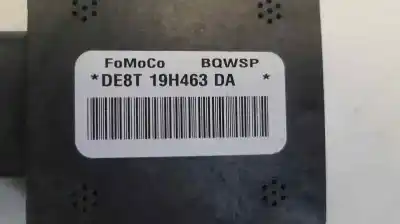 FoMoCo BQWSP
*DE8T 19H463 DA *